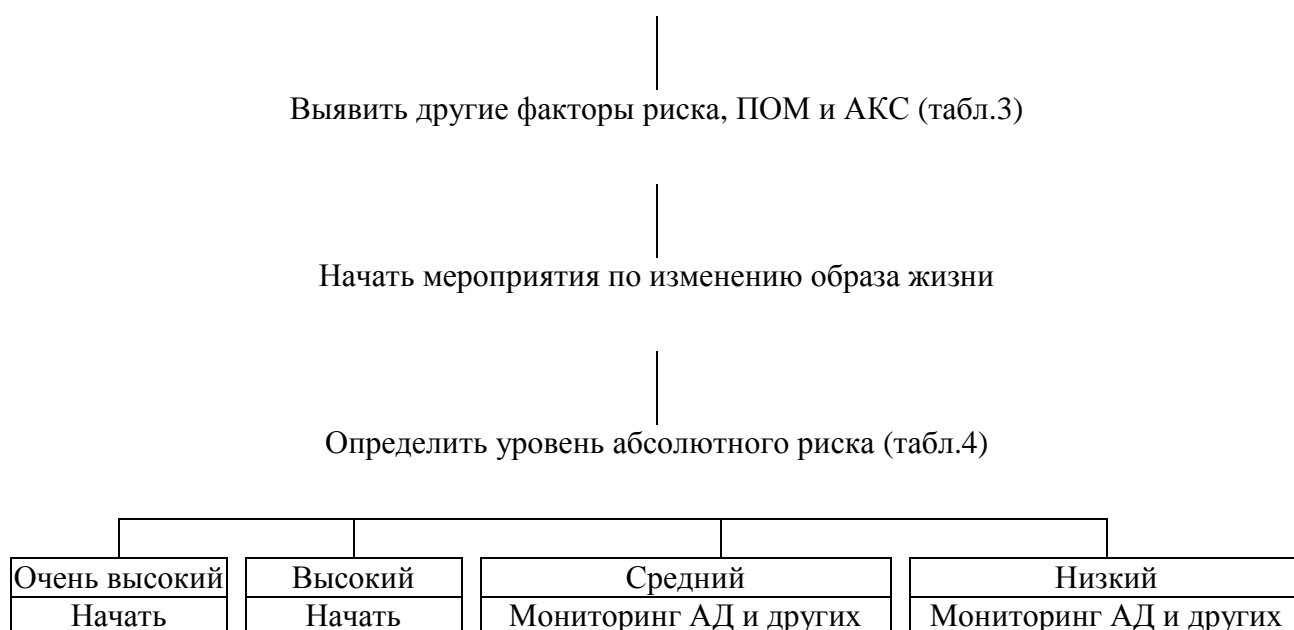 Выявить другие факторы риска, ПОМ и АКС (табл.3)
Начать мероприятия по изменению образа жизни
Определить уровень абсолютного риска (табл.4)
Очень высокий Высокий Средний Низкий
Начать Начать Мониторинг АД и других Мониторинг АД и других